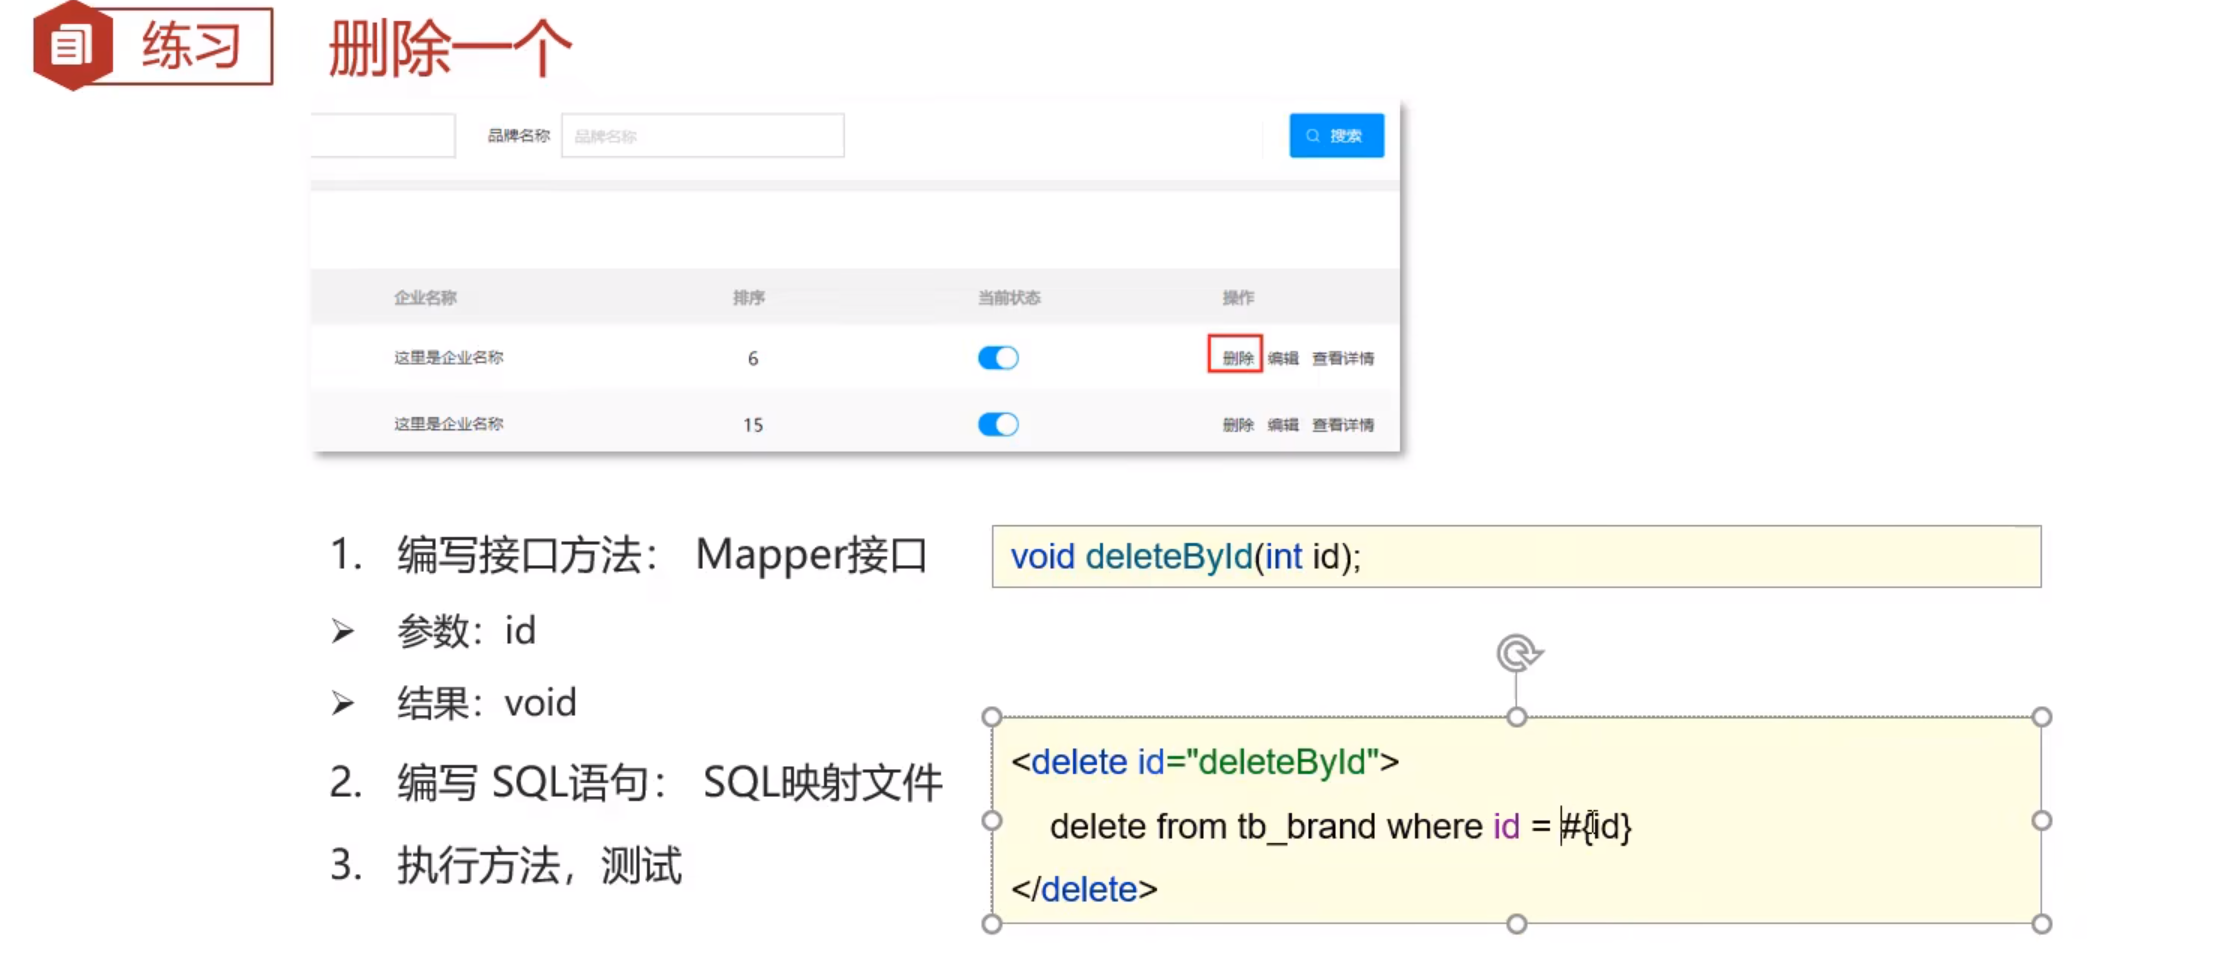 练习
删除一个
品牌名称 品牌名称 搜索
企业名称 排序 当前状态 操作
这里是企业名称 6 删除 编辑 查看详情
这里是企业名称 15 删除 编辑 查看详情
1. 编写接口方法： Mapper接口
void deleteById(int id);
➢ 参数：id
➢ 结果：void
2. 编写 SQL语句： SQL映射文件
3. 执行方法，测试
<delete id="deleteById">
delete from tb_brand where id = #{id}
</delete>